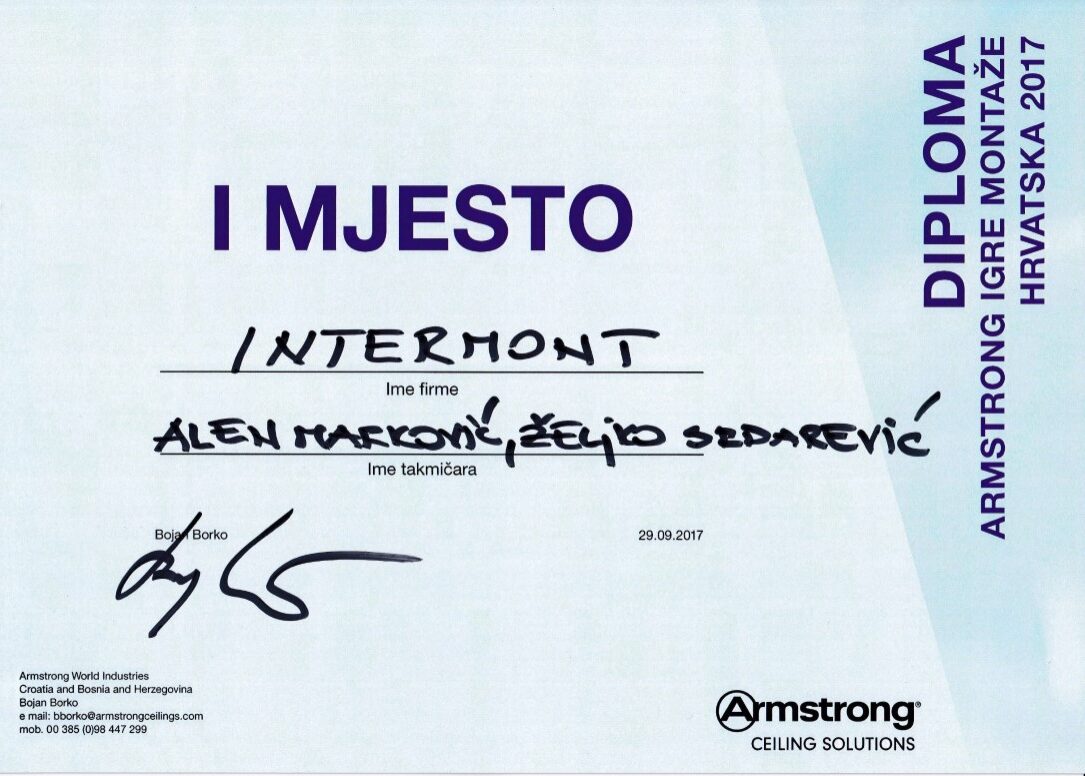 DIPLOMA
ARMSTRONG IGRE MONTAŽE
HRVATSKA 2017
I MJESTO
INTERMONT
Ime firme
ALEN MARKOVIĆ, ŽELJKO SRDAREVIĆ
Ime takmičara
Bojan Borko
29.09.2017
Armstrong World Industries
Croatia and Bosnia and Herzegovina
Bojan Borko
e mail: bborko@armstrongceilings.com
mob. 00 385 (0)98 447 299
Armstrong®
CEILING SOLUTIONS